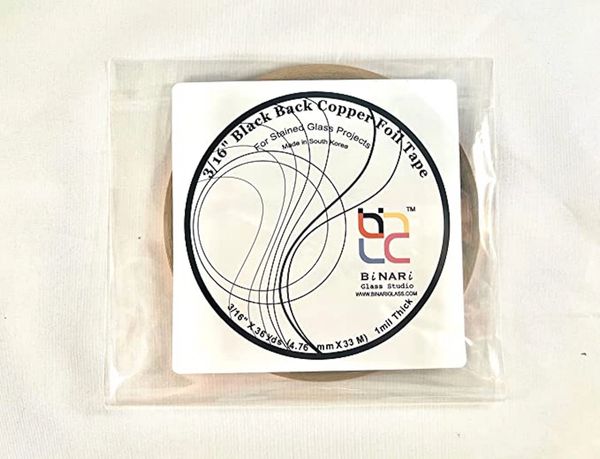 3/16" Black Back Copper Foil Tape
For Stained Glass Projects
Made in South Korea
TM
BiNARi
Glass Studio
WWW.BINARIGLASS.COM
3/16" X 36 yds (4.76 mm X 33 M) 1mil Thick